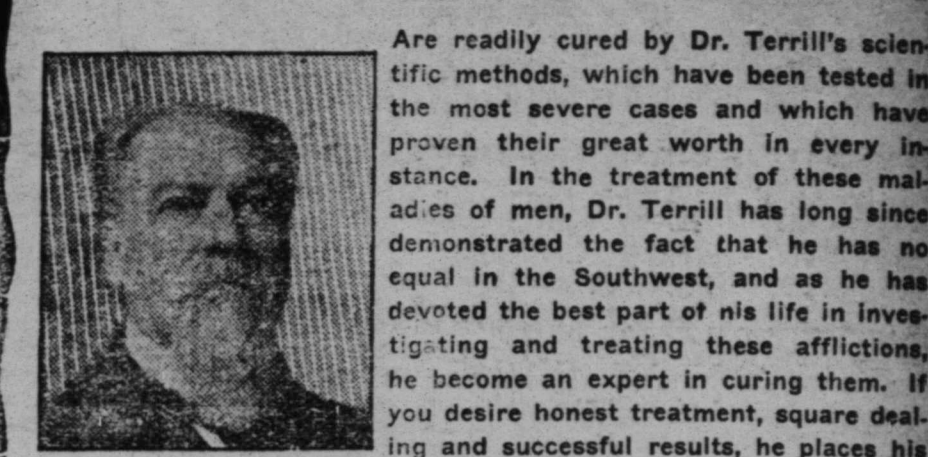 Are readily cured by Dr. Terrill's scien-
tific methods, which have been tested in
the most severe cases and which have
proven their great worth in every in-
stance. In the treatment of these mal-
adies of men, Dr. Terrill has long since
demonstrated the fact that he has no
equal in the Southwest, and as he has
devoted the best part of nis life in inves-
tigating and treating these afflictions,
he become an expert in curing them. If
you desire honest treatment, square deal-
ing and successful results, he places his